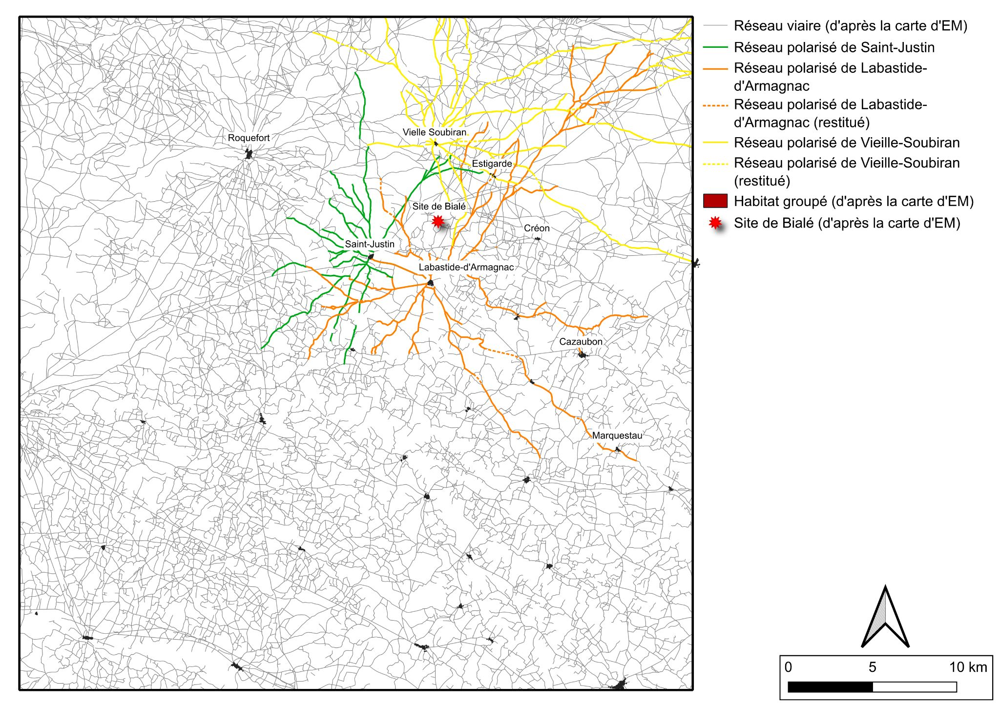 Réseau viaire (d'après la carte d'EM)
Réseau polarisé de Saint-Justin
Réseau polarisé de Labastide-
d'Armagnac
Réseau polarisé de Labastide-
d'Armagnac (restitué)
Réseau polarisé de Vieille-Soubiran
Réseau polarisé de Vieille-Soubiran
(restitué)
Habitat groupé (d'après la carte d'EM)
Site de Bialé (d'après la carte d'EM)
Vielle Soubiran
Roquefort
Estigarde
Site de Bialé
Créon
Saint-Justin
Labastide-d'Armagnac
Cazaubon
Marquestau
0 5 10 km